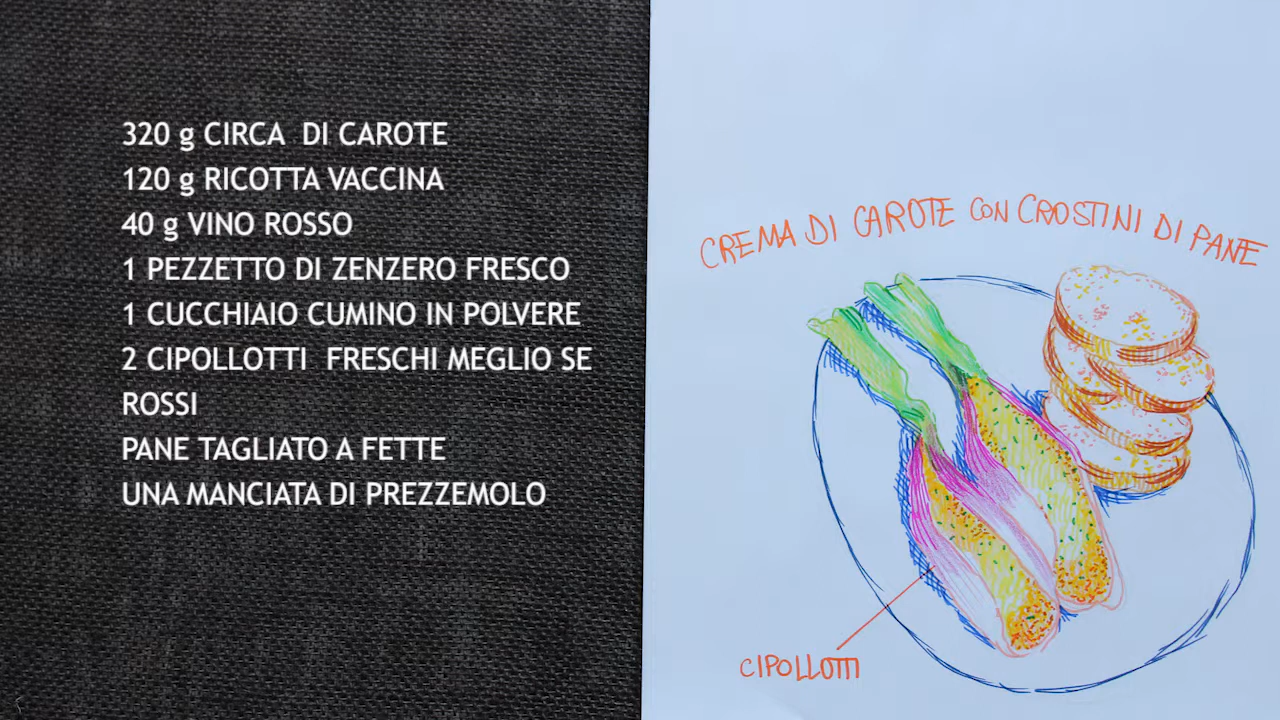 320 g CIRCA DI CAROTE
120 g RICOTTA VACCINA
40 g VINO ROSSO
1 PEZZETTO DI ZENZERO FRESCO
1 CUCCHIAIO CUMINO IN POLVERE
2 CIPOLLOTTI FRESCHI MEGLIO SE
ROSSI
PANE TAGLIATO A FETTE
UNA MANCIATA DI PREZZEMOLO
CREMA DI CAROTE CON CROSTINI DI PANE
CIPOLLOTTI